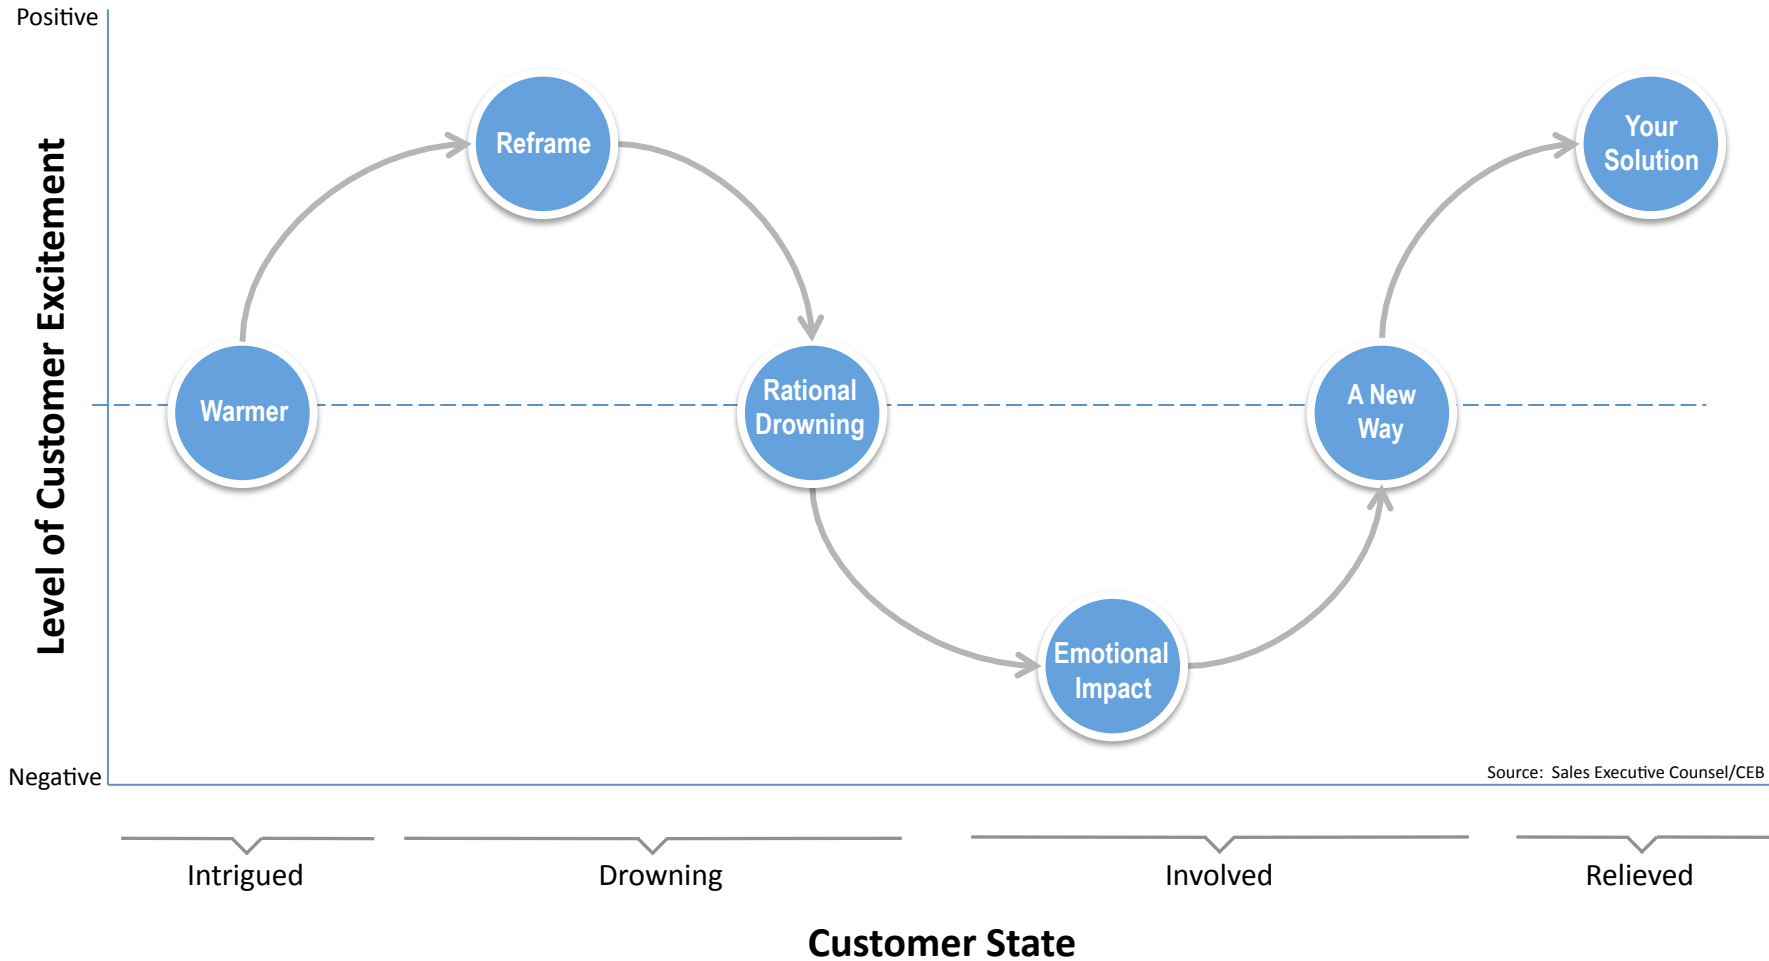 Positive
Level of Customer Excitement
Reframe
Your
Solution
Warmer
Rational
Drowning
A New
Way
Emotional
Impact
Negative
Source:  Sales Executive Counsel/CEB
Intrigued
Drowning
Involved
Relieved
Customer State